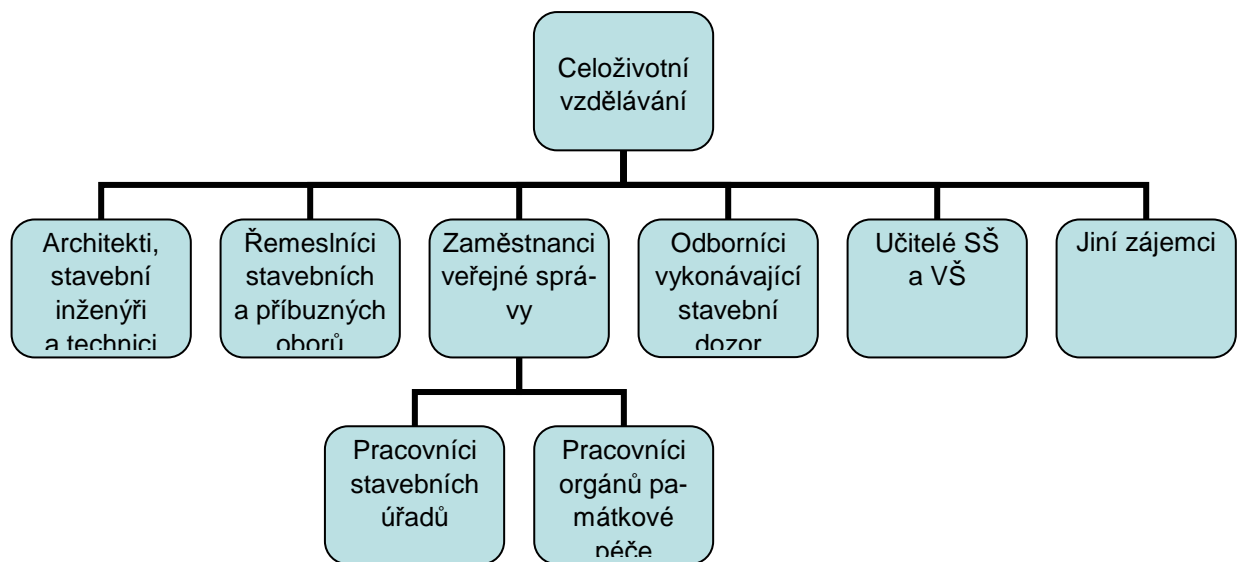 Celoživotní
vzdělávání
Architekti,
stavební
inženýři
a technici
Řemeslníci
stavebních
a příbuzných
oborů
Zaměstnanci
veřejné sprá-
vy
Odborníci
vykonávající
stavební
dozor
Učitelé SŠ
a VŠ
Jiní zájemci
Pracovníci
stavebních
úřadů
Pracovníci
orgánů pa-
mátkové
péče